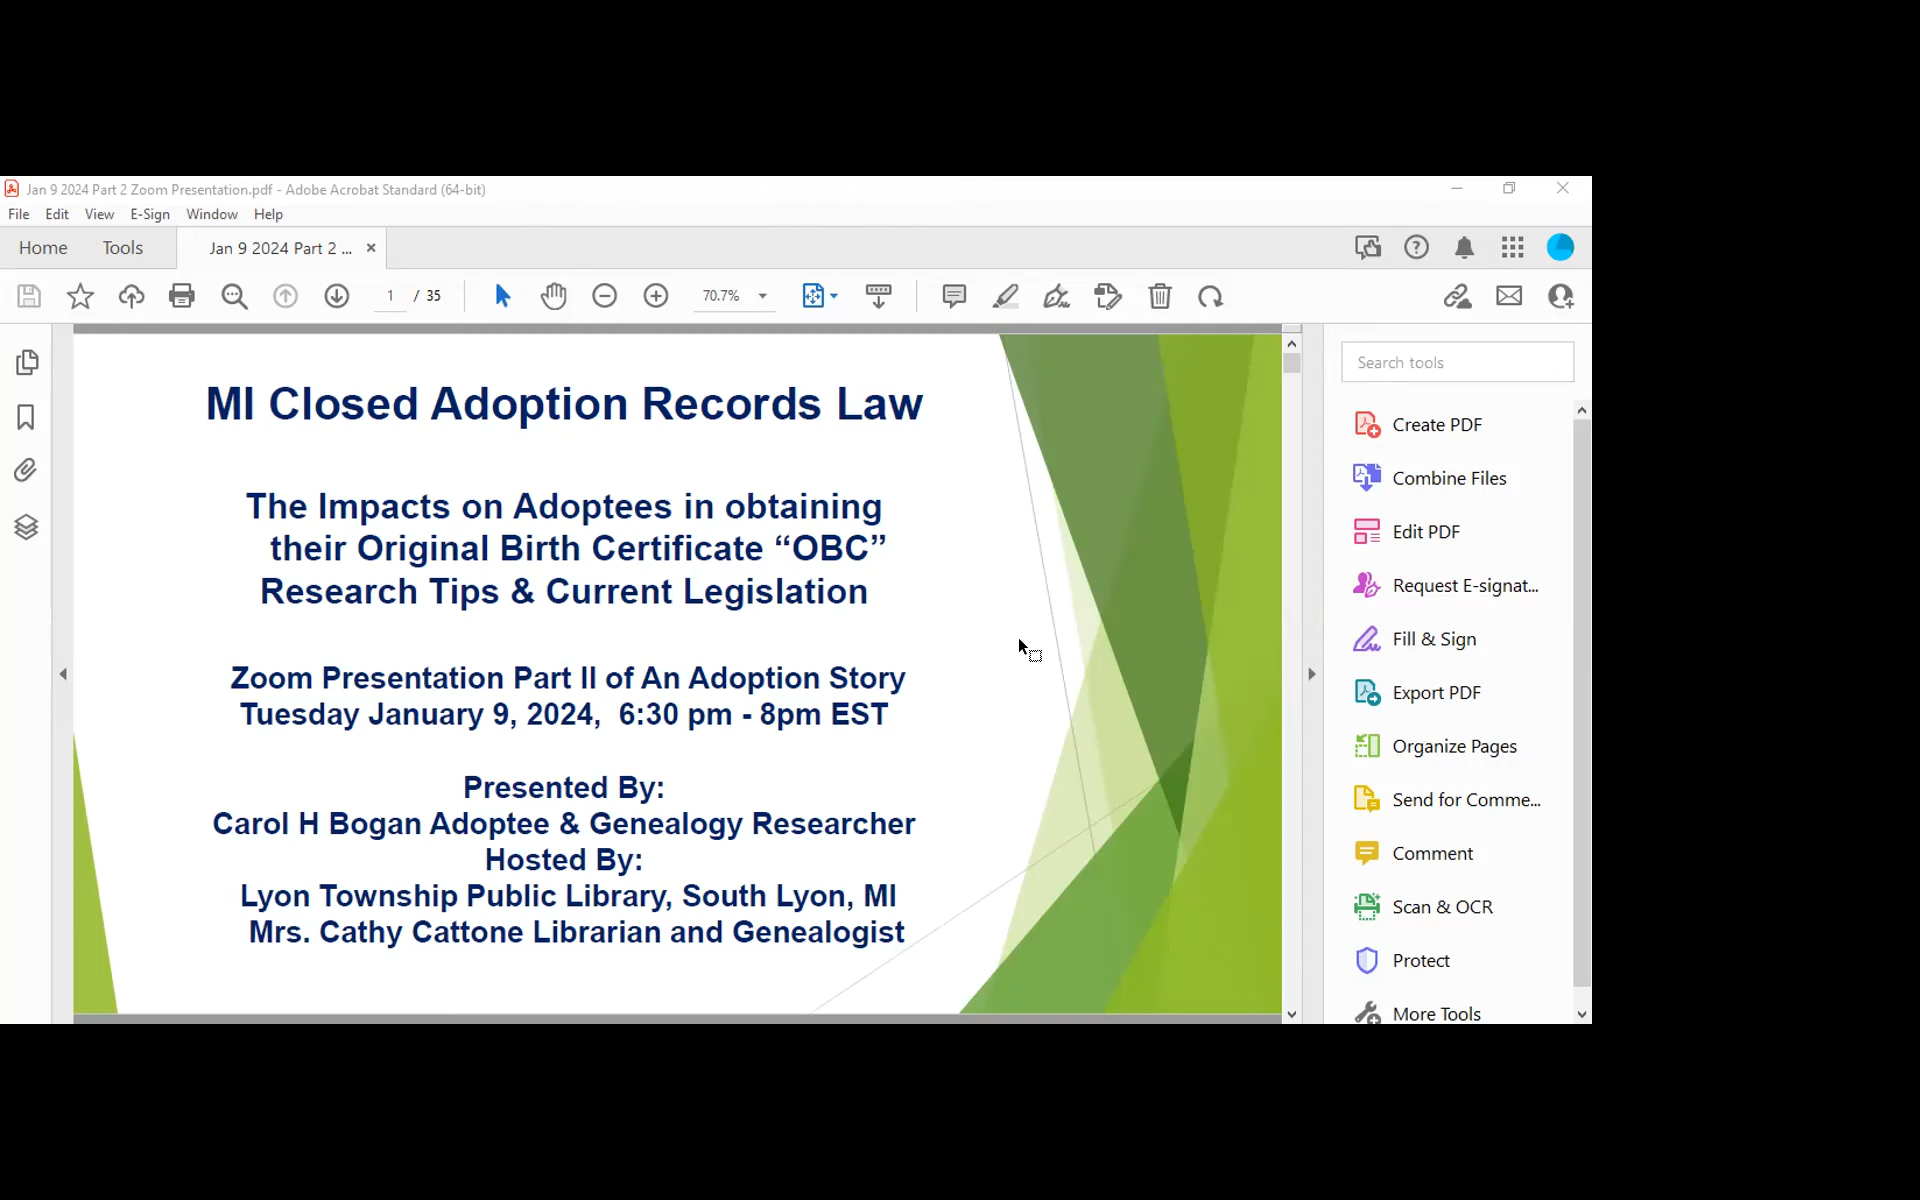 Jan 9 2024 Part 2 Zoom Presentation.pdf - Adobe Acrobat Standard (64-bit)
File Edit View E-Sign Window Help
Home Tools Jan 9 2024 Part 2 ...
1 / 35 70.7%
Search tools
MI Closed Adoption Records Law
The Impacts on Adoptees in obtaining
their Original Birth Certificate “OBC”
Research Tips & Current Legislation
Zoom Presentation Part II of An Adoption Story
Tuesday January 9, 2024, 6:30 pm - 8pm EST
Presented By:
Carol H Bogan Adoptee & Genealogy Researcher
Hosted By:
Lyon Township Public Library, South Lyon, MI
Mrs. Cathy Cattone Librarian and Genealogist
Create PDF
Combine Files
Edit PDF
Request E-signat...
Fill & Sign
Export PDF
Organize Pages
Send for Comme...
Comment
Scan & OCR
Protect
More Tools